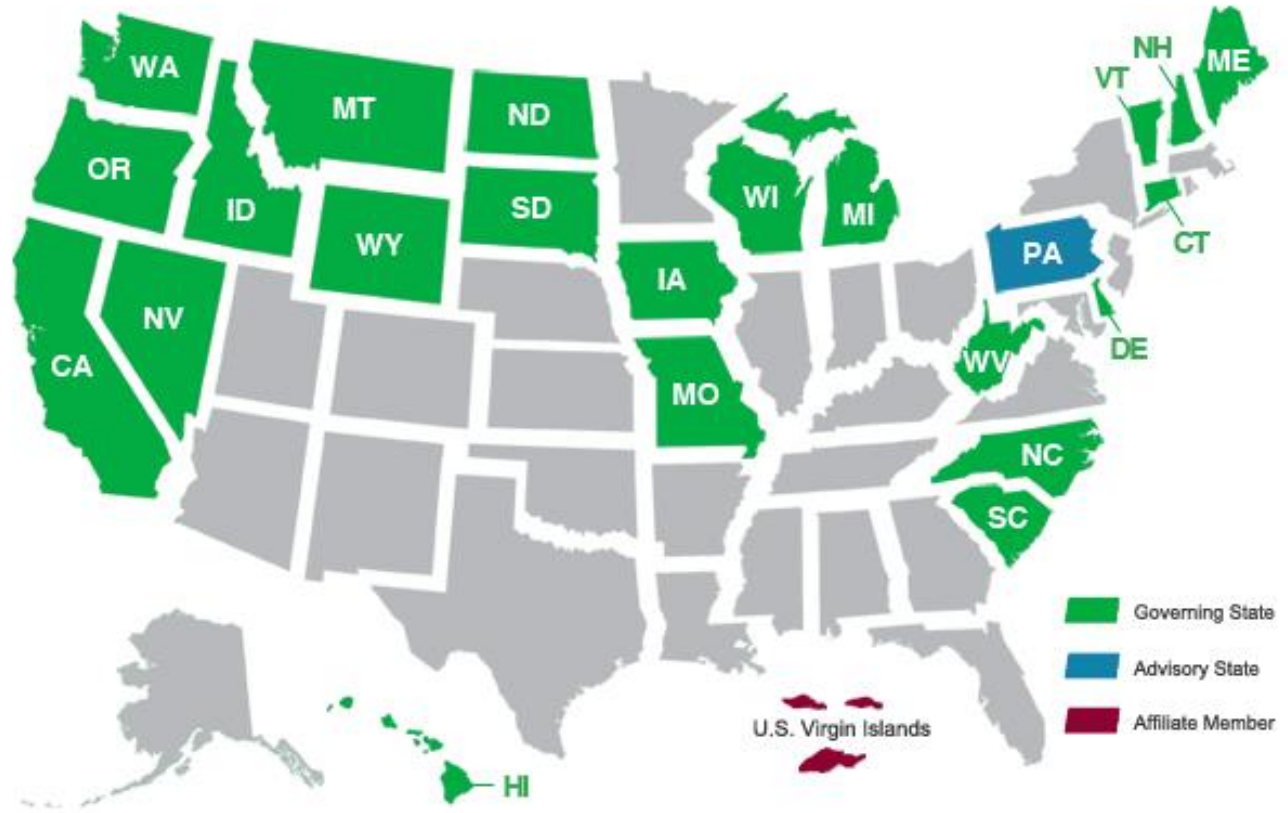 ME
NH
VT
WA
MT
ND
OR
WI
SD
ID
MI
WY
CT
PA
IA
NV
DE
WV
CA
MO
NC
SC
Governing State
Advisory State
Affiliate Member
U.S. Virgin Islands
HI